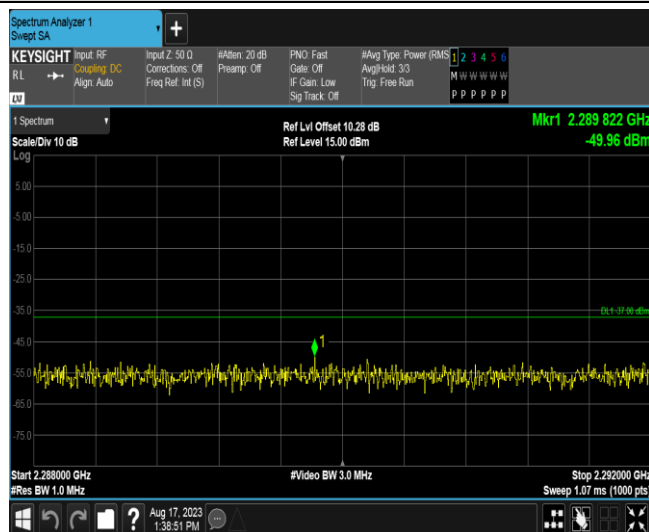 Spectrum Analyzer 1
Swept SA
KEYSIGHT
RL
LXI
Input: RF
Coupling: DC
Align: Auto
Input Z: 50 Ω
Corrections: Off
Freq Ref: Int (S)
#Atten: 20 dB
Preamp: Off
PNO: Fast
Gate: Off
IF Gain: Low
Sig Track: Off
#Avg Type: Power (RMS
Avg|Hold: 3/3
Trig: Free Run
1 2 3 4 5 6
M W W W W W
P P P P P P
1 Spectrum
Scale/Div 10 dB
Log
Ref Lvl Offset 10.28 dB
Ref Level 15.00 dBm
Mkr1 2.289 822 GHz
-49.96 dBm
5.00
-5.00
-15.0
-25.0
-35.0
DL1 -37.00 dBm
-45.0
1
-55.0
-65.0
-75.0
Start 2.288000 GHz
#Res BW 1.0 MHz
#Video BW 3.0 MHz
Stop 2.292000 GHz
Sweep 1.07 ms (1000 pts)
?
Aug 17, 2023
1:38:51 PM